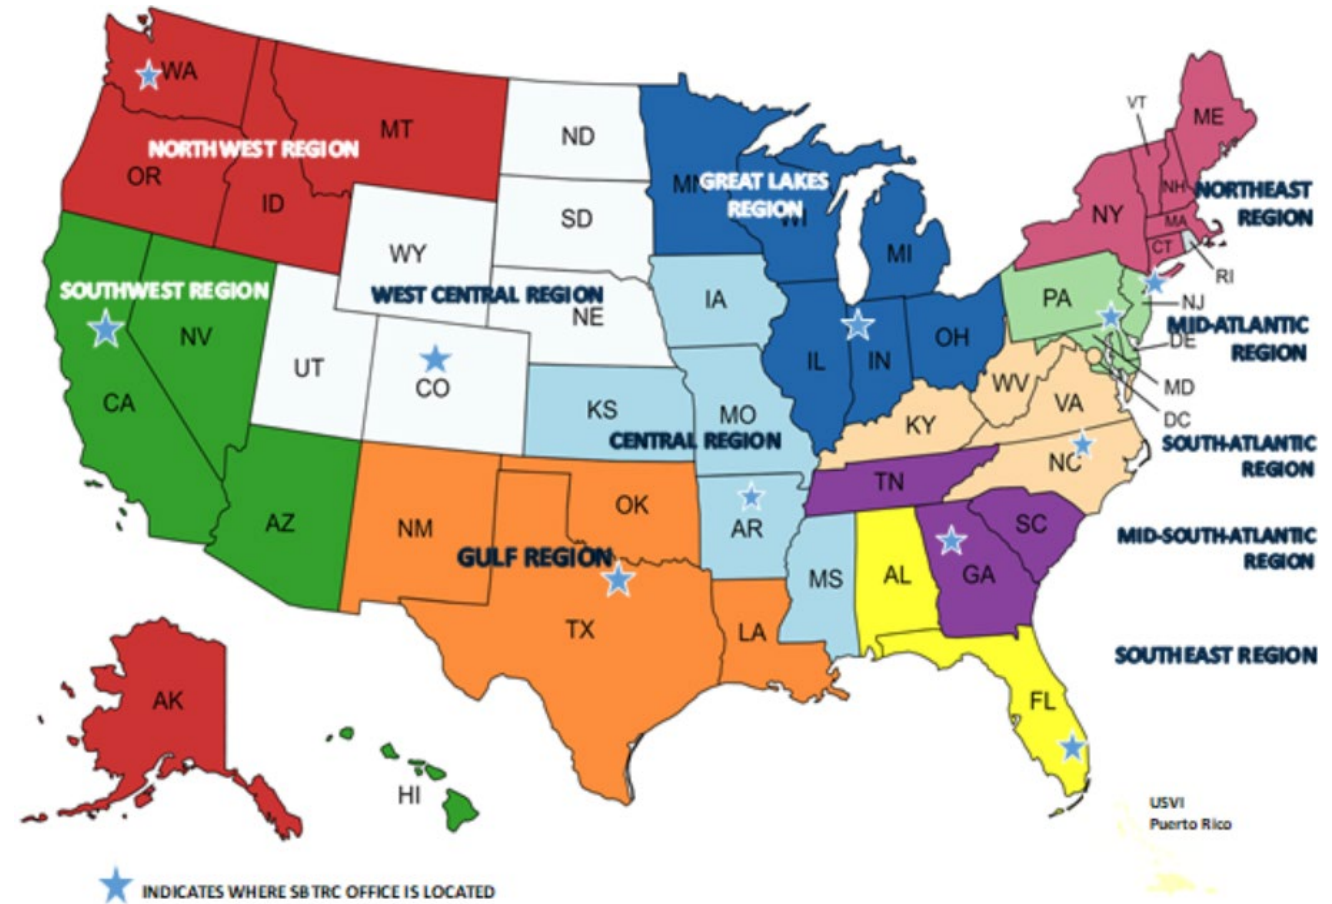 WA
MT
ND
VT
ME
NORTHWEST REGION
OR
ID
SD
MN
GREAT LAKES
REGION
WI
MI
NY
NH
NORTHEAST
REGION
MA
CT
RI
WY
SOUTHWEST REGION
WEST CENTRAL REGION
NE
IA
PA
NJ
MID-ATLANTIC
REGION
DE
NV
UT
CO
CA
IL
IN
OH
MD
DC
WV
VA
KS
MO
KY
CENTRAL REGION
SOUTH-ATLANTIC
REGION
NC
TN
AZ
NM
OK
AR
SC
MID-SOUTH-ATLANTIC
REGION
GULF REGION
MS
AL
GA
TX
LA
SOUTHEAST REGION
AK
FL
HI
USVI
Puerto Rico
INDICATES WHERE SBTRC OFFICE IS LOCATED